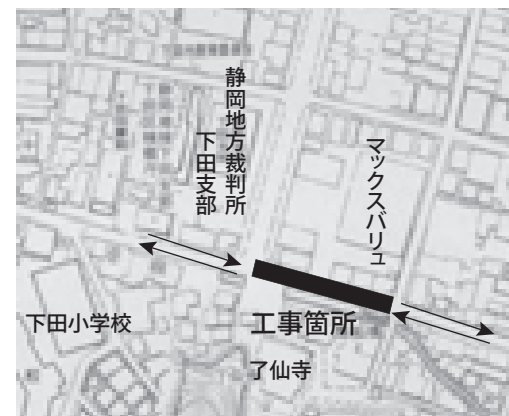 静岡地方裁判所
下田支部
マックスバリュ
下田小学校
工事箇所
了仙寺